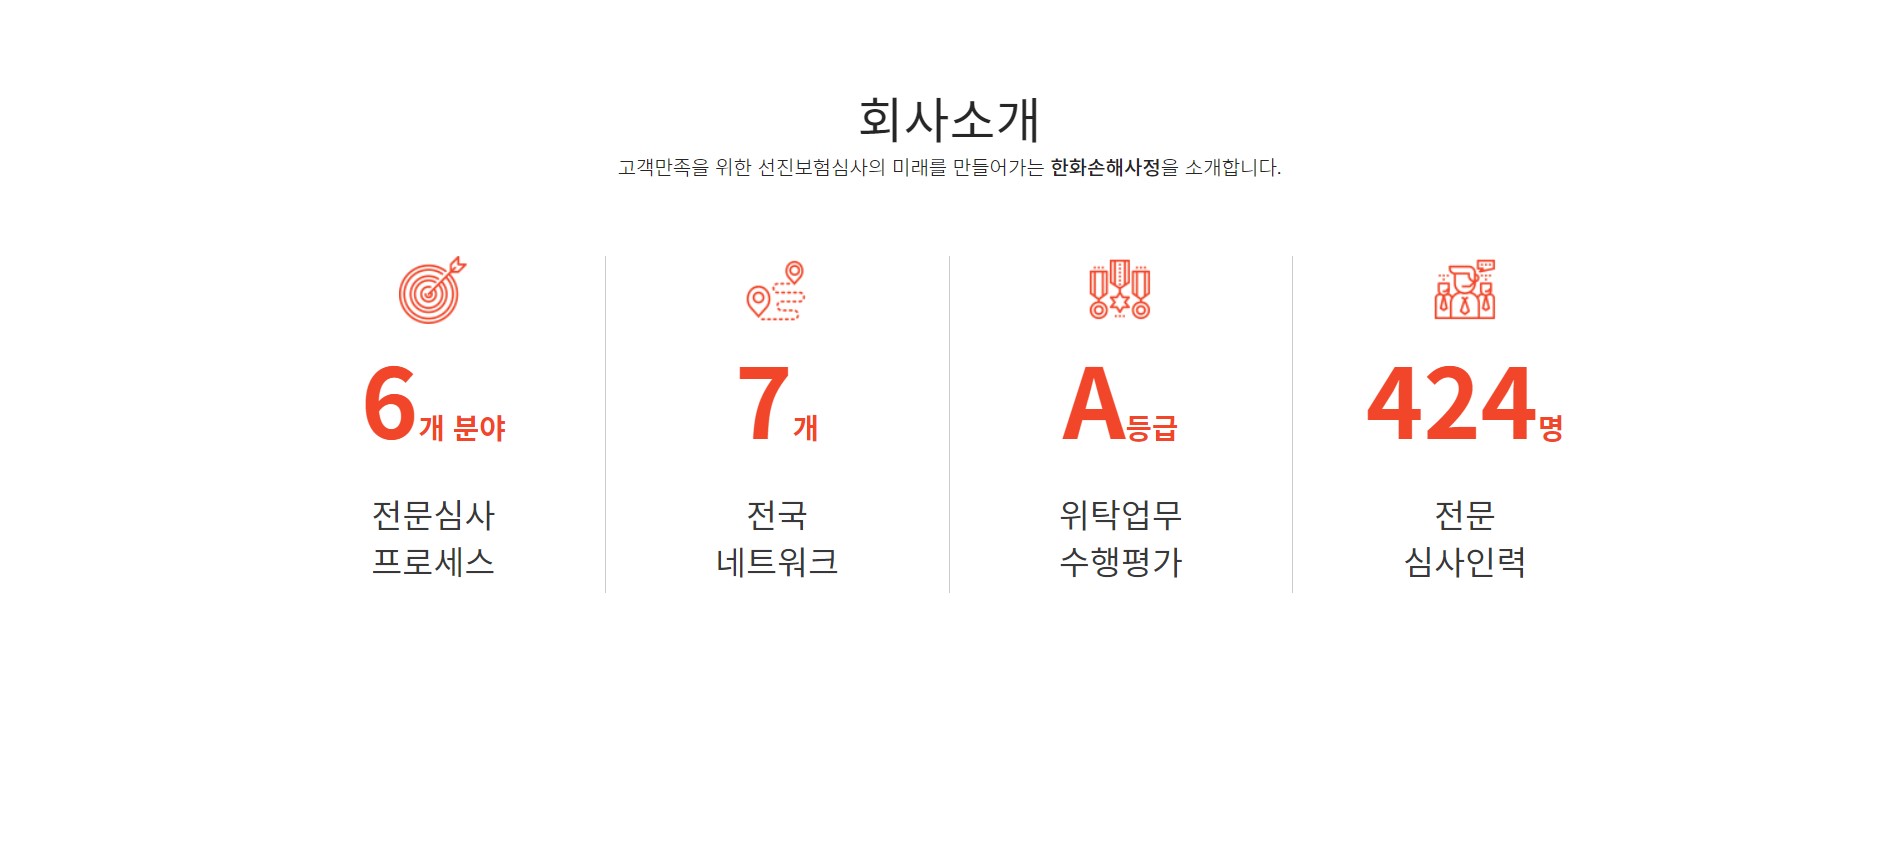 회사소개
고객만족을 위한 선진보험심사의 미래를 만들어가는 한화손해사정을 소개합니다.
6개 분야
전문심사
프로세스
7개
전국
네트워크
A등급
위탁업무
수행평가
424명
전문
심사인력